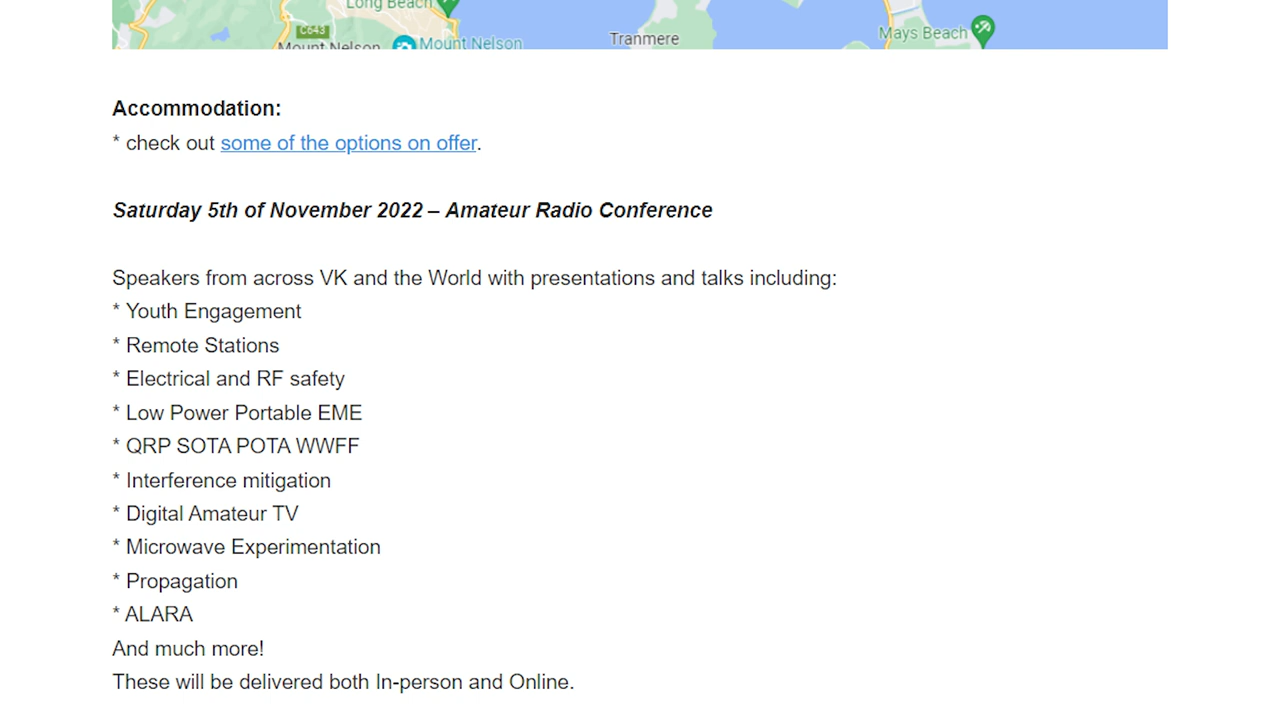 Long Beach
C643
Mount Nelson
Mount Nelson
Tranmere
Mays Beach
Accommodation:
* check out some of the options on offer.
Saturday 5th of November 2022 – Amateur Radio Conference
Speakers from across VK and the World with presentations and talks including:
* Youth Engagement
* Remote Stations
* Electrical and RF safety
* Low Power Portable EME
* QRP SOTA POTA WWFF
* Interference mitigation
* Digital Amateur TV
* Microwave Experimentation
* Propagation
* ALARA
And much more!
These will be delivered both In-person and Online.